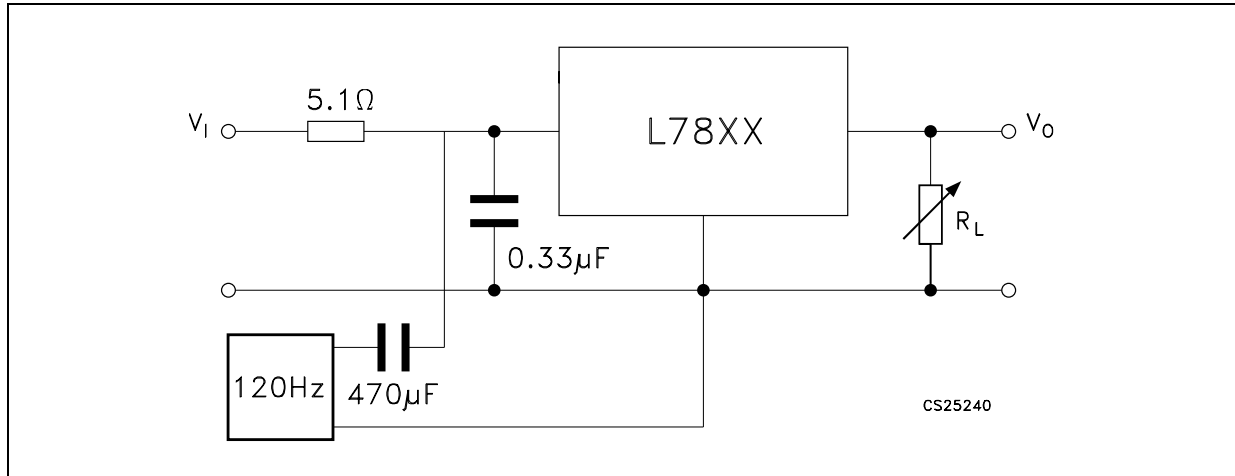 5.1Ω
V_I
L78XX
V_O
R_L
0.33µF
120Hz
470µF
CS25240